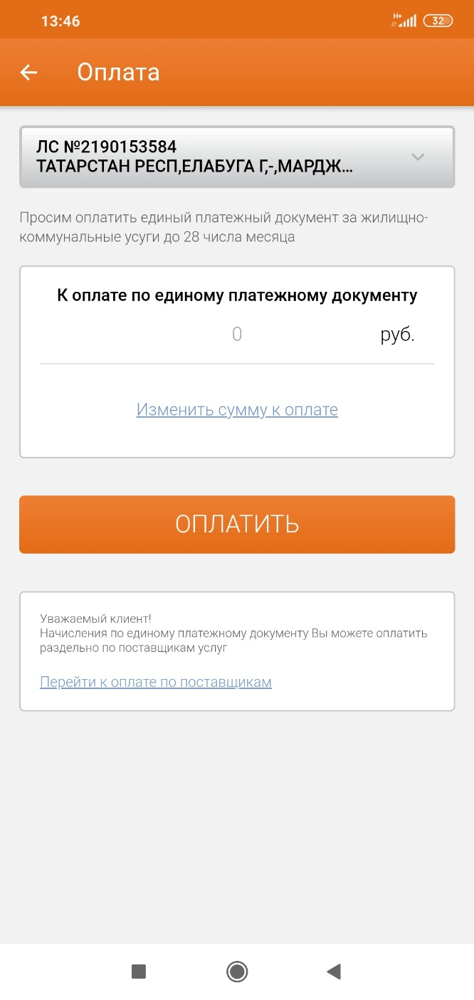 13:46
H+
32
Оплата
ЛС №2190153584
ТАТАРСТАН РЕСП,ЕЛАБУГА Г,-,МАРДЖ...
Просим оплатить единый платежный документ за жилищно-
коммунальные усуги до 28 числа месяца
К оплате по единому платежному документу
0 руб.
Изменить сумму к оплате
ОПЛАТИТЬ
Уважаемый клиент!
Начисления по единому платежному документу Вы можете оплатить
раздельно по поставщикам услуг
Перейти к оплате по поставщикам